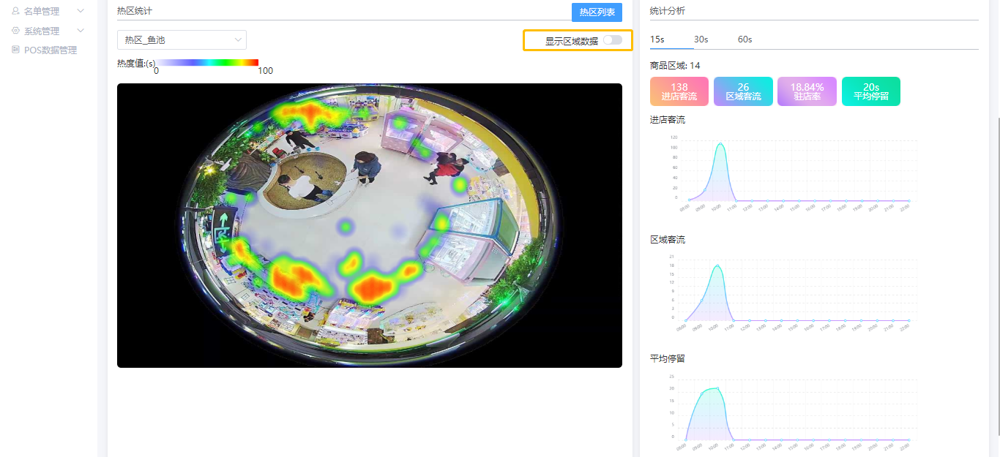 名单管理
系统管理
POS数据管理
热区统计
热区列表
热区_鱼池
显示区域数据
热度值:(s)
0
100
统计分析
15s 30s 60s
商品区域: 14
138
进店客流
26
区域客流
18.84%
驻店率
20s
平均停留
进店客流
120
100
80
60
40
20
0
08:00 09:00 10:00 11:00 12:00 13:00 14:00 15:00 16:00 17:00 18:00 19:00 20:00 21:00 22:00
区域客流
21
18
15
12
9
6
3
0
08:00 09:00 10:00 11:00 12:00 13:00 14:00 15:00 16:00 17:00 18:00 19:00 20:00 21:00 22:00
平均停留
25
20
15
10
5
0
08:00 09:00 10:00 11:00 12:00 13:00 14:00 15:00 16:00 17:00 18:00 19:00 20:00 21:00 22:00